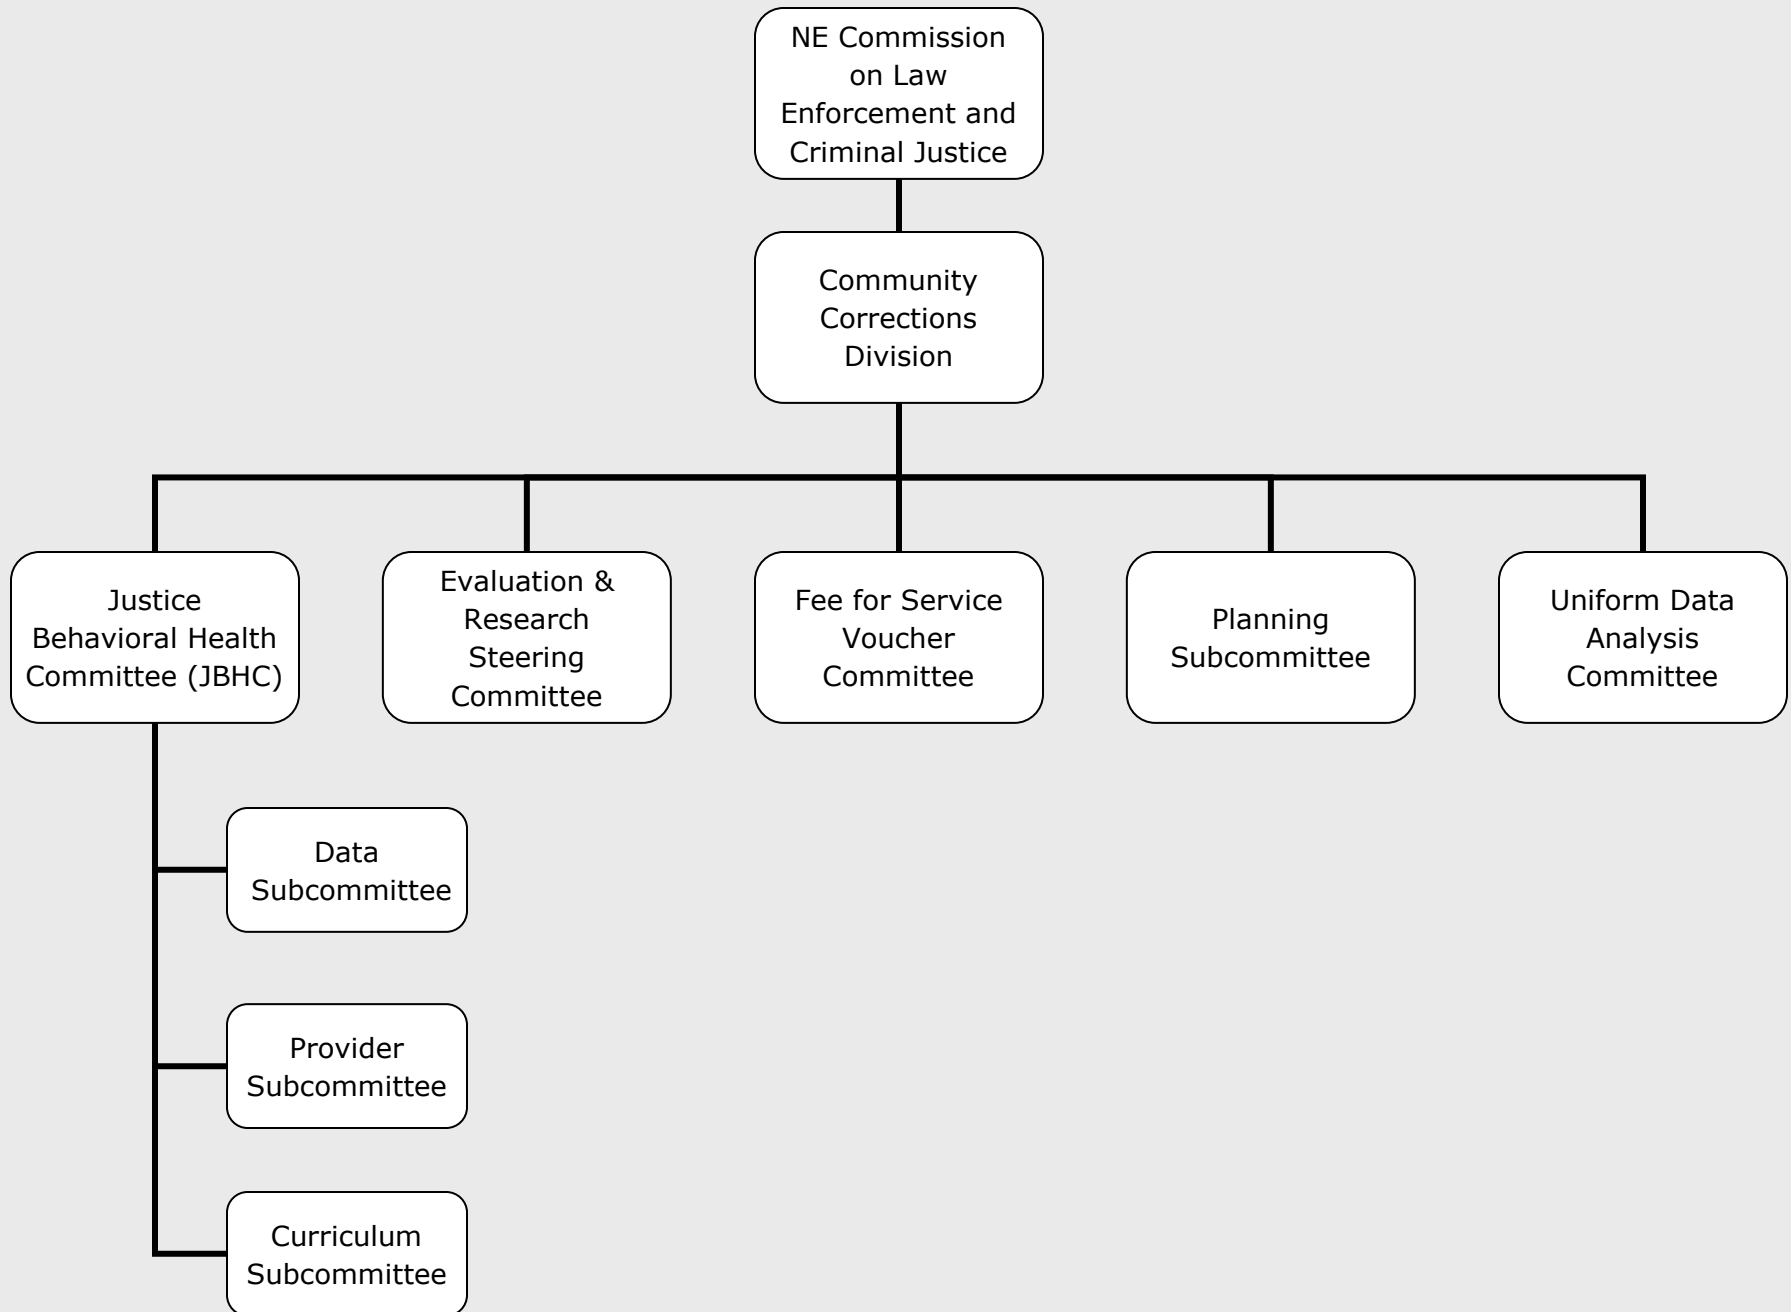 NE Commission
on Law
Enforcement and
Criminal Justice
Community
Corrections
Division
Justice
Behavioral Health
Committee (JBHC)
Evaluation &
Research
Steering
Committee
Fee for Service
Voucher
Committee
Planning
Subcommittee
Uniform Data
Analysis
Committee
Data
Subcommittee
Provider
Subcommittee
Curriculum
Subcommittee